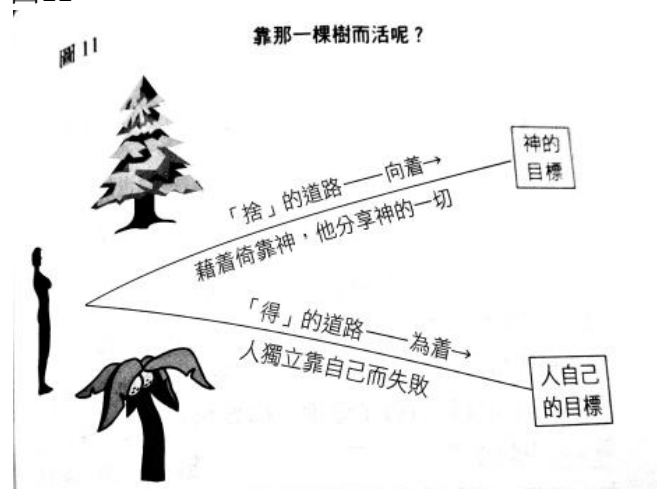 圖 11
靠那一棵樹而活呢？
「捨」的道路——向着→
藉着倚靠神，他分享神的一切
神的
目標
「得」的道路——為着→
人獨立靠自己而失敗
人自己
的目標